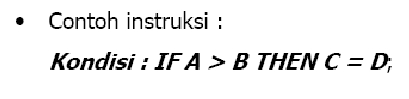 • Contoh instruksi :
Kondisi : IF A > B THEN C = D;